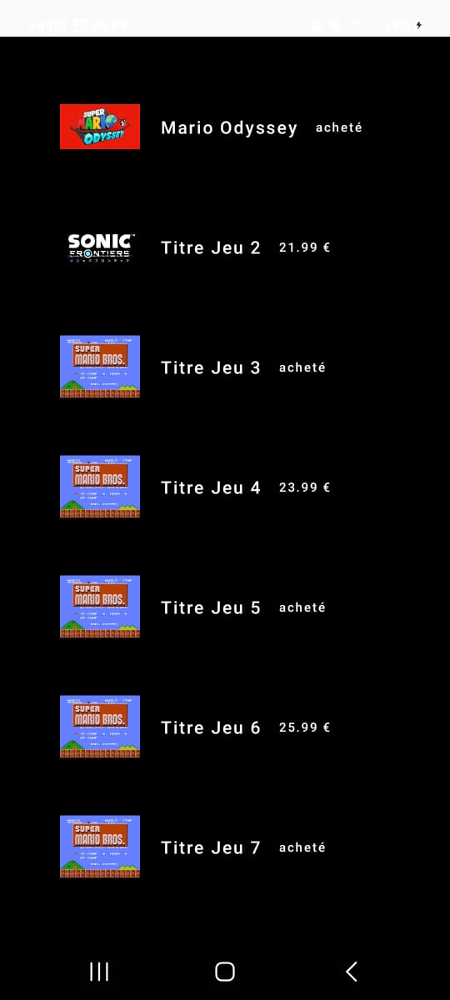 14:08
99%
SUPER MARIO ODYSSEY
Mario Odyssey acheté
SONIC FRONTIERS
Titre Jeu 2 21.99 €
SUPER MARIO BROS.
Titre Jeu 3 acheté
SUPER MARIO BROS.
Titre Jeu 4 23.99 €
SUPER MARIO BROS.
Titre Jeu 5 acheté
SUPER MARIO BROS.
Titre Jeu 6 25.99 €
SUPER MARIO BROS.
Titre Jeu 7 acheté